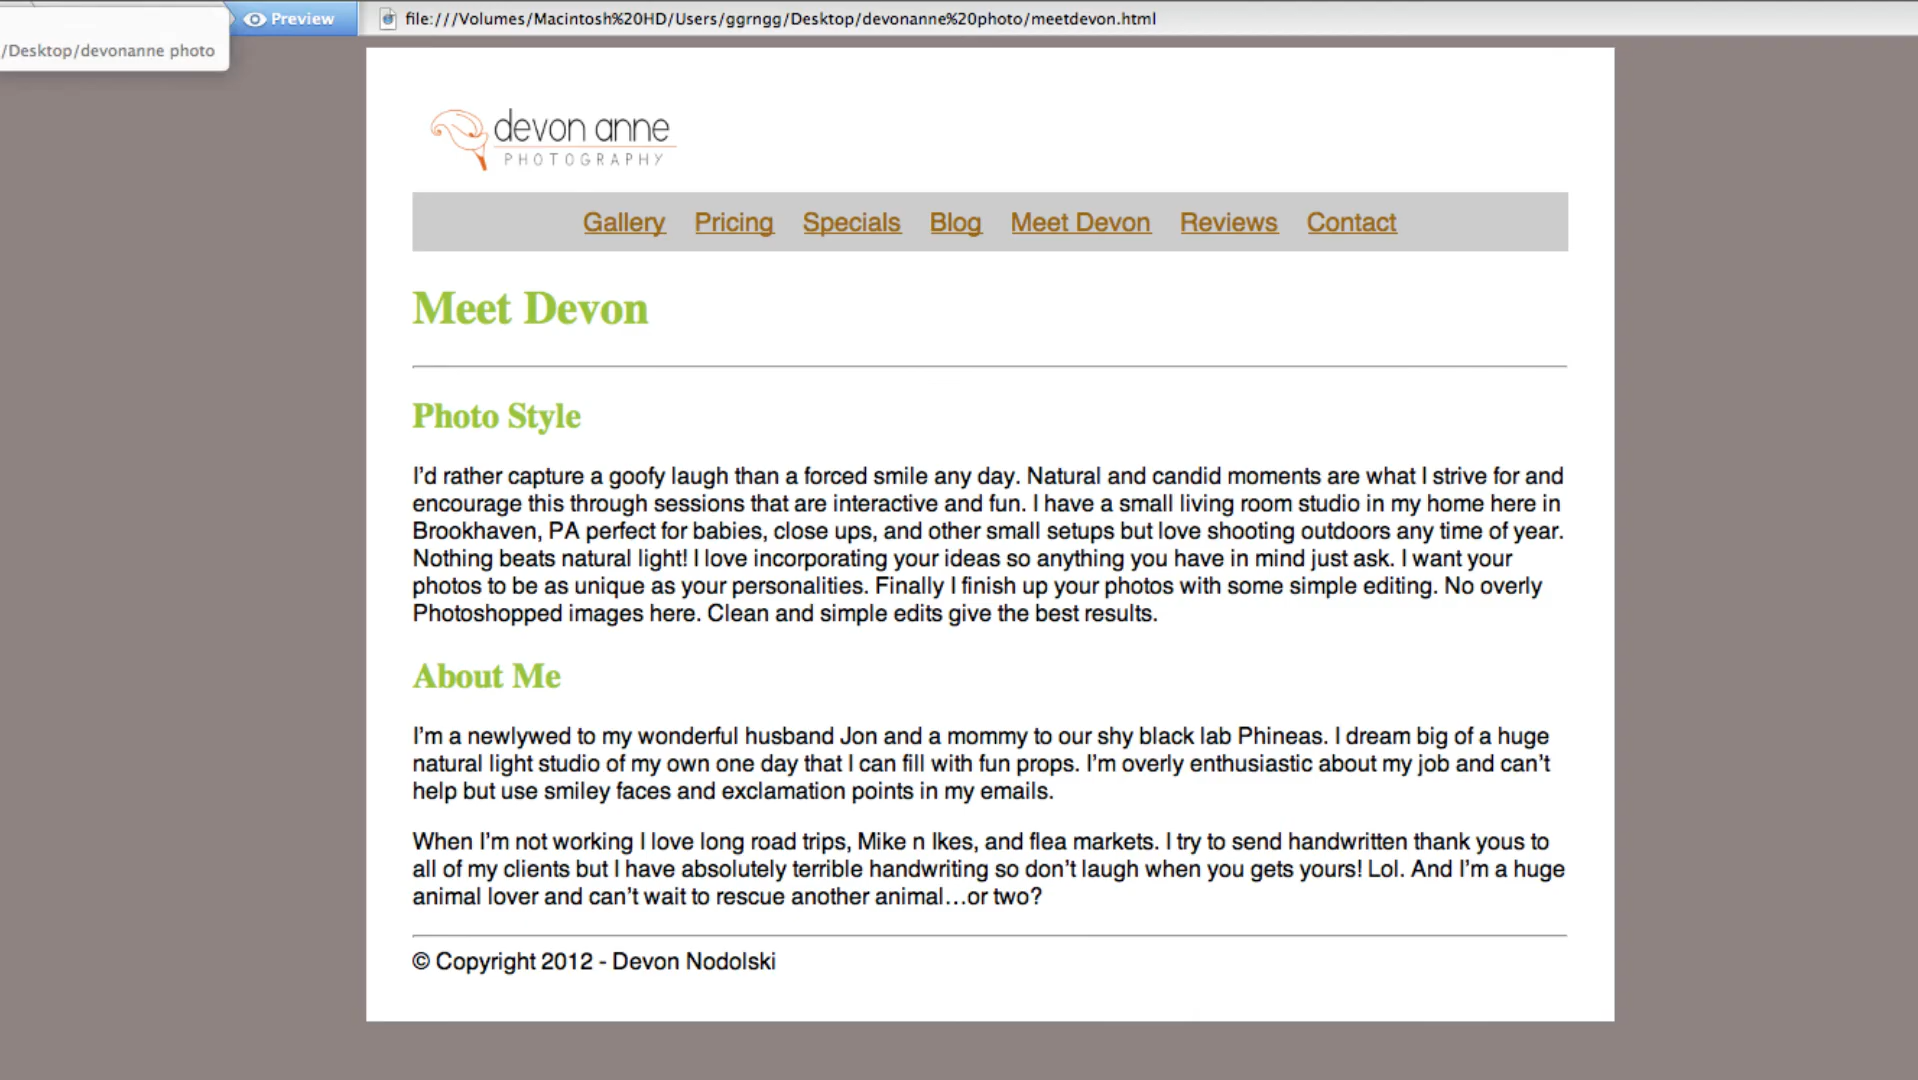 Preview
file:///Volumes/Macintosh%20HD/Users/ggrngg/Desktop/devonanne%20photo/meetdevon.html
/Desktop/devonanne photo
devon anne
PHOTOGRAPHY
Gallery Pricing Specials Blog Meet Devon Reviews Contact
Meet Devon
Photo Style
I’d rather capture a goofy laugh than a forced smile any day. Natural and candid moments are what I strive for and
encourage this through sessions that are interactive and fun. I have a small living room studio in my home here in
Brookhaven, PA perfect for babies, close ups, and other small setups but love shooting outdoors any time of year.
Nothing beats natural light! I love incorporating your ideas so anything you have in mind just ask. I want your
photos to be as unique as your personalities. Finally I finish up your photos with some simple editing. No overly
Photoshopped images here. Clean and simple edits give the best results.
About Me
I’m a newlywed to my wonderful husband Jon and a mommy to our shy black lab Phineas. I dream big of a huge
natural light studio of my own one day that I can fill with fun props. I’m overly enthusiastic about my job and can’t
help but use smiley faces and exclamation points in my emails.
When I’m not working I love long road trips, Mike n Ikes, and flea markets. I try to send handwritten thank yous to
all of my clients but I have absolutely terrible handwriting so don’t laugh when you gets yours! Lol. And I’m a huge
animal lover and can’t wait to rescue another animal…or two?
© Copyright 2012 - Devon Nodolski